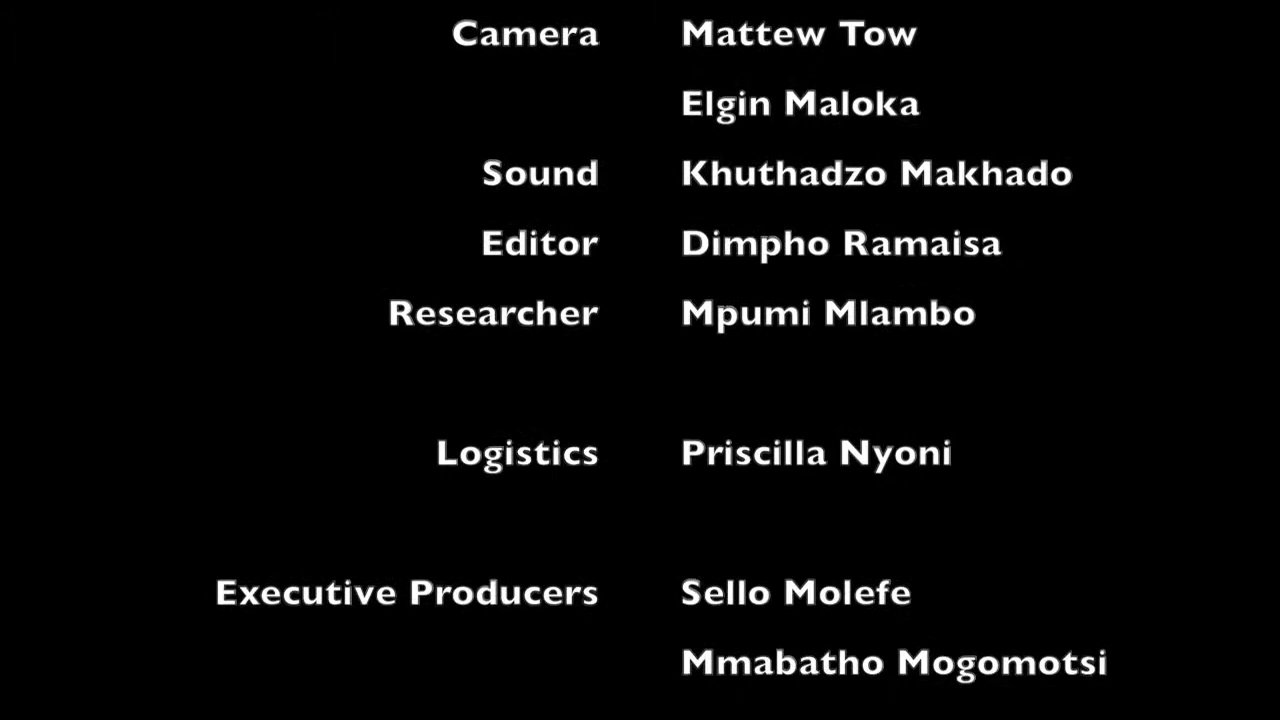 Camera Mattew Tow
Elgin Maloka
Sound Khuthadzo Makhado
Editor Dimpho Ramaisa
Researcher Mpumi Mlambo
Logistics Priscilla Nyoni
Executive Producers Sello Molefe
Mmabatho Mogomotsi